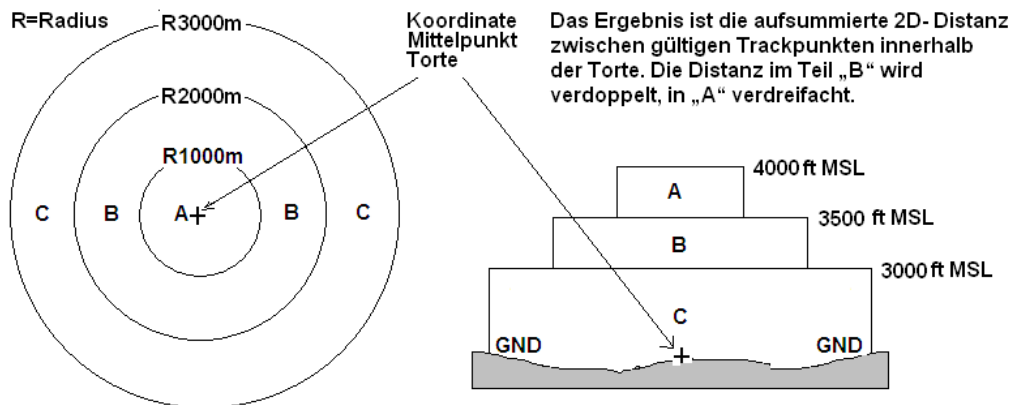 R=Radius
R3000m
R2000m
R1000m
C
B
A
B
C
Koordinate
Mittelpunkt
Torte
Das Ergebnis ist die aufsummierte 2D- Distanz
zwischen gültigen Trackpunkten innerhalb
der Torte. Die Distanz im Teil „B“ wird
verdoppelt, in „A“ verdreifacht.
4000 ft MSL
A
3500 ft MSL
B
3000 ft MSL
C
GND
GND